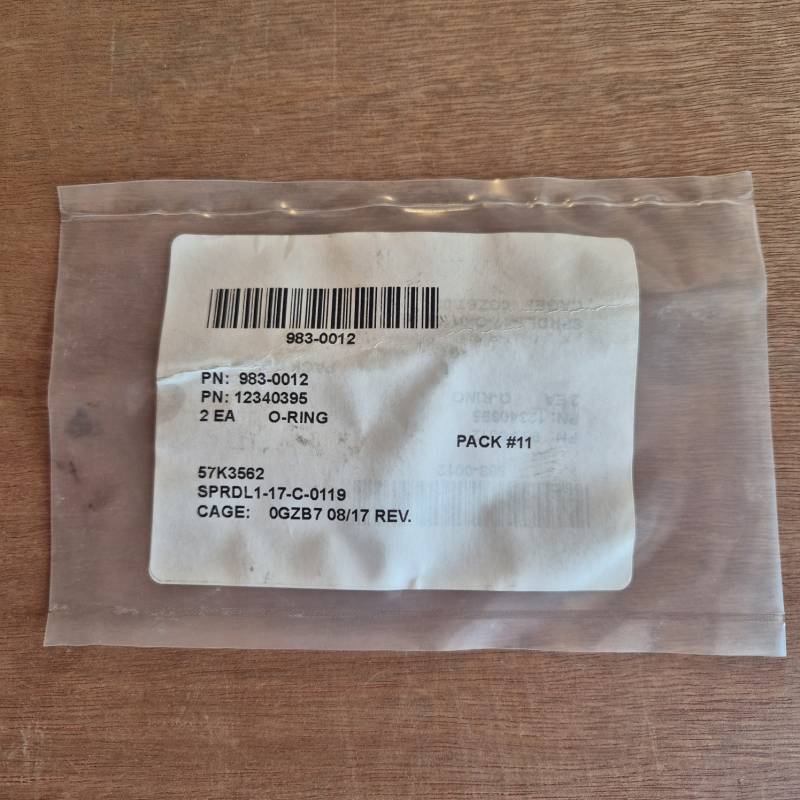 983-0012
PN: 983-0012
PN: 12340395
2 EA O-RING
PACK #11
57K3562
SPRDL1-17-C-0119
CAGE: 0GZB7 08/17 REV.